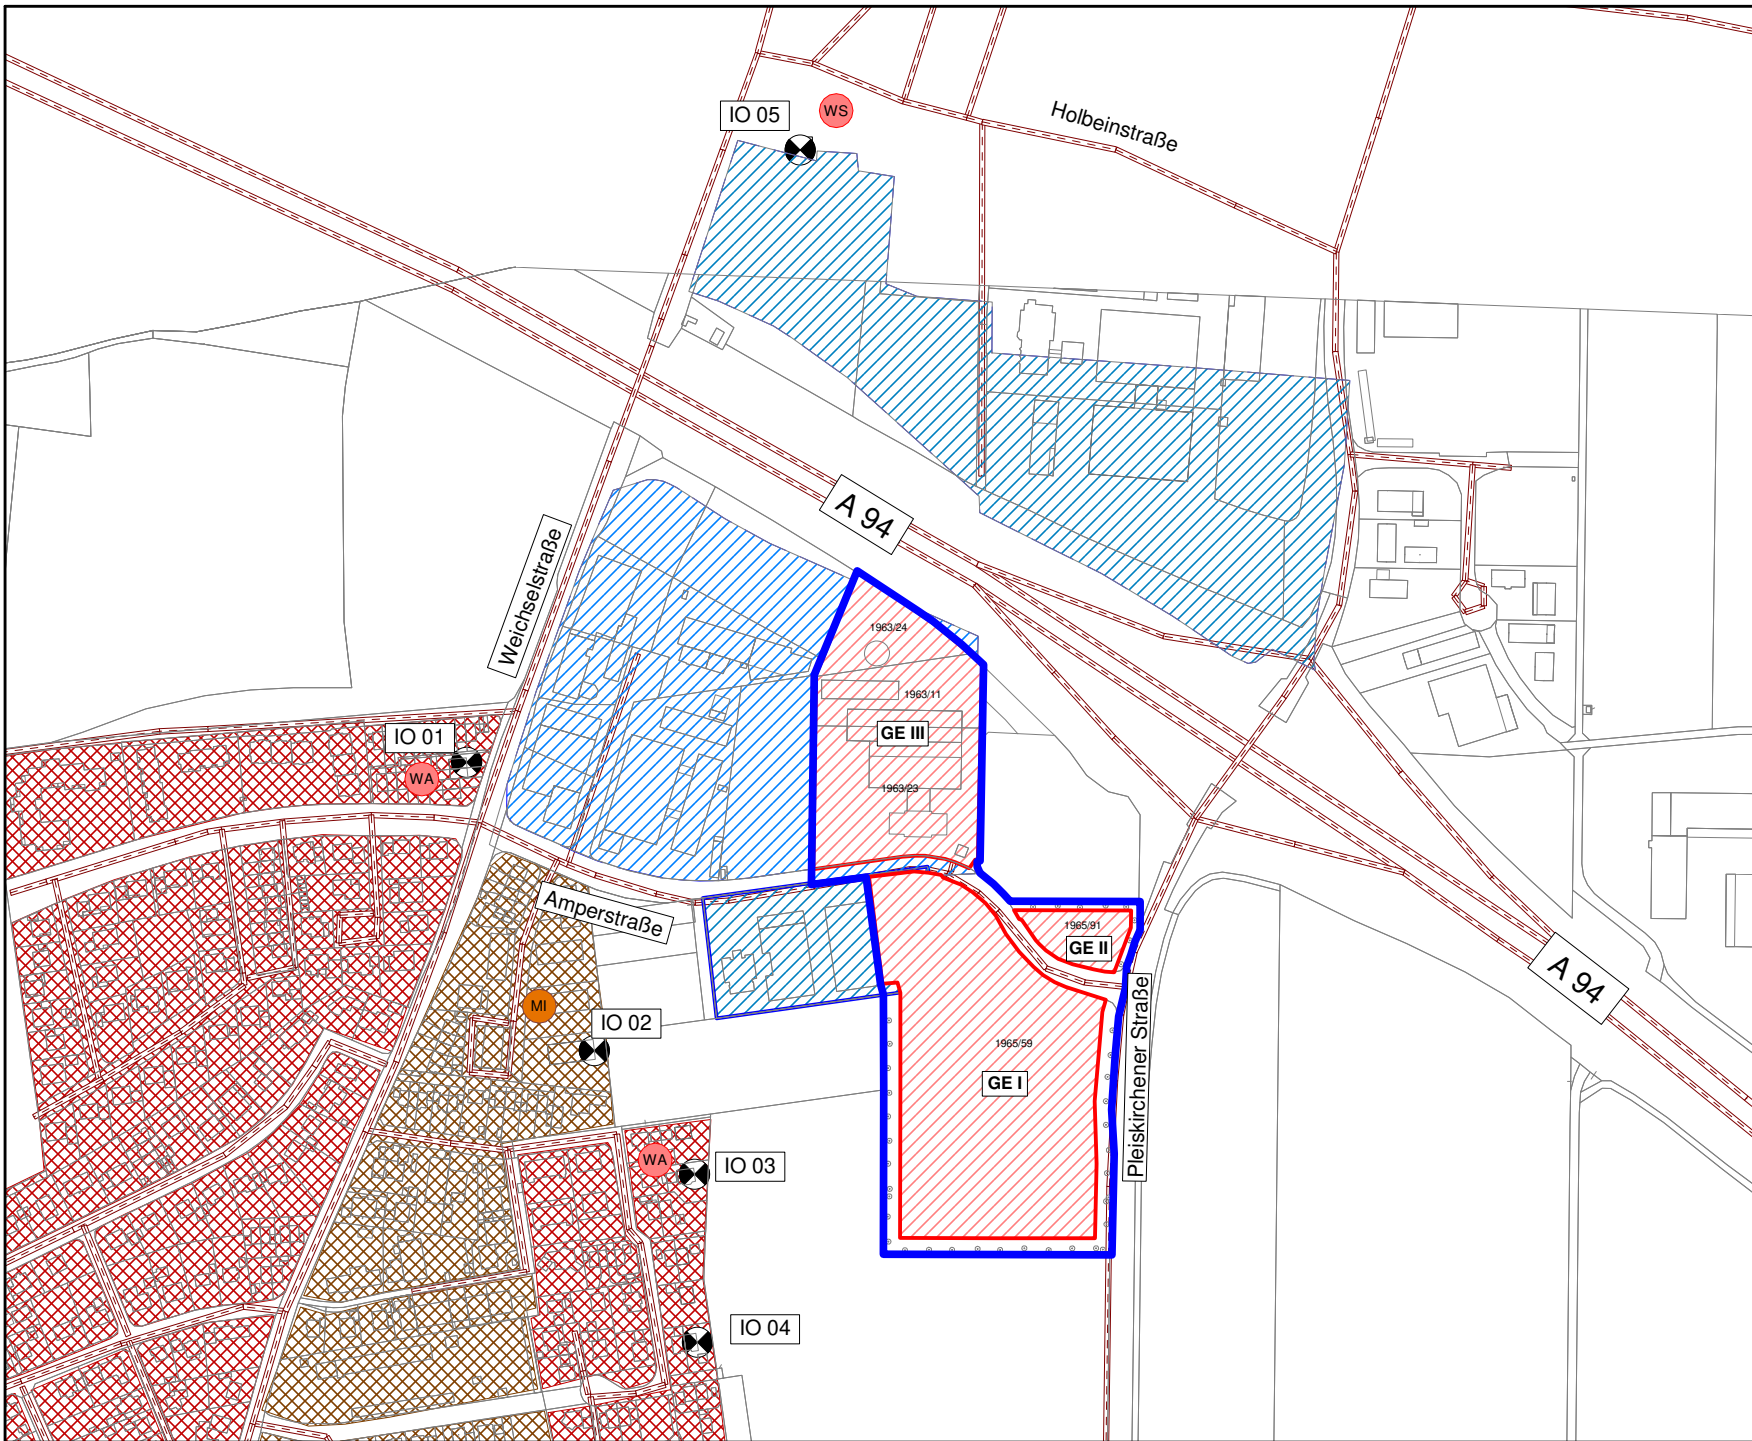 IO 05
WS
Holbeinstraße
A 94
Weichselstraße
1963/24
1963/11
IO 01
GE III
WA
1963/23
Amperstraße
1965/91
GE II
A 94
MI
IO 02
Pleiskirchener Straße
1965/59
GE I
WA
IO 03
IO 04